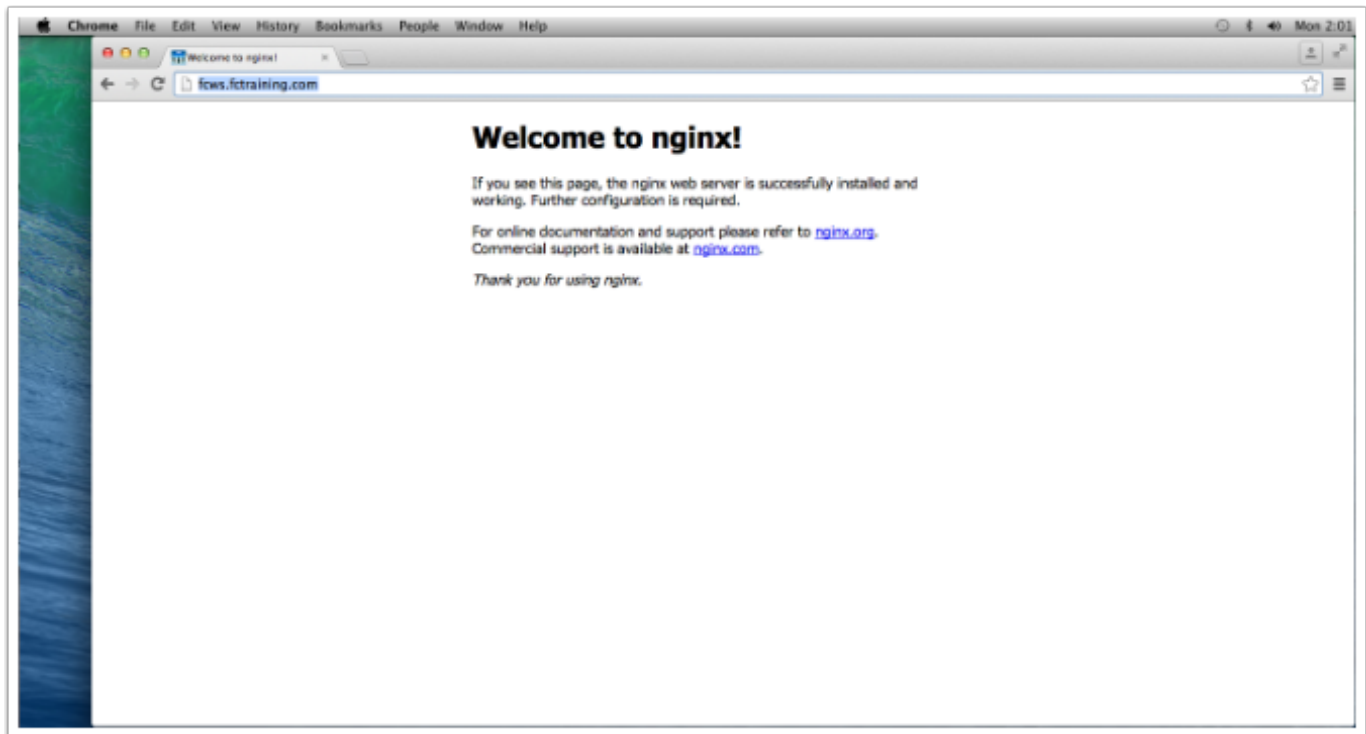 Chrome File Edit View History Bookmarks People Window Help Mon 2:01
Welcome to nginx!
fcws.fctraining.com
Welcome to nginx!
If you see this page, the nginx web server is successfully installed and
working. Further configuration is required.
For online documentation and support please refer to nginx.org.
Commercial support is available at nginx.com.
Thank you for using nginx.